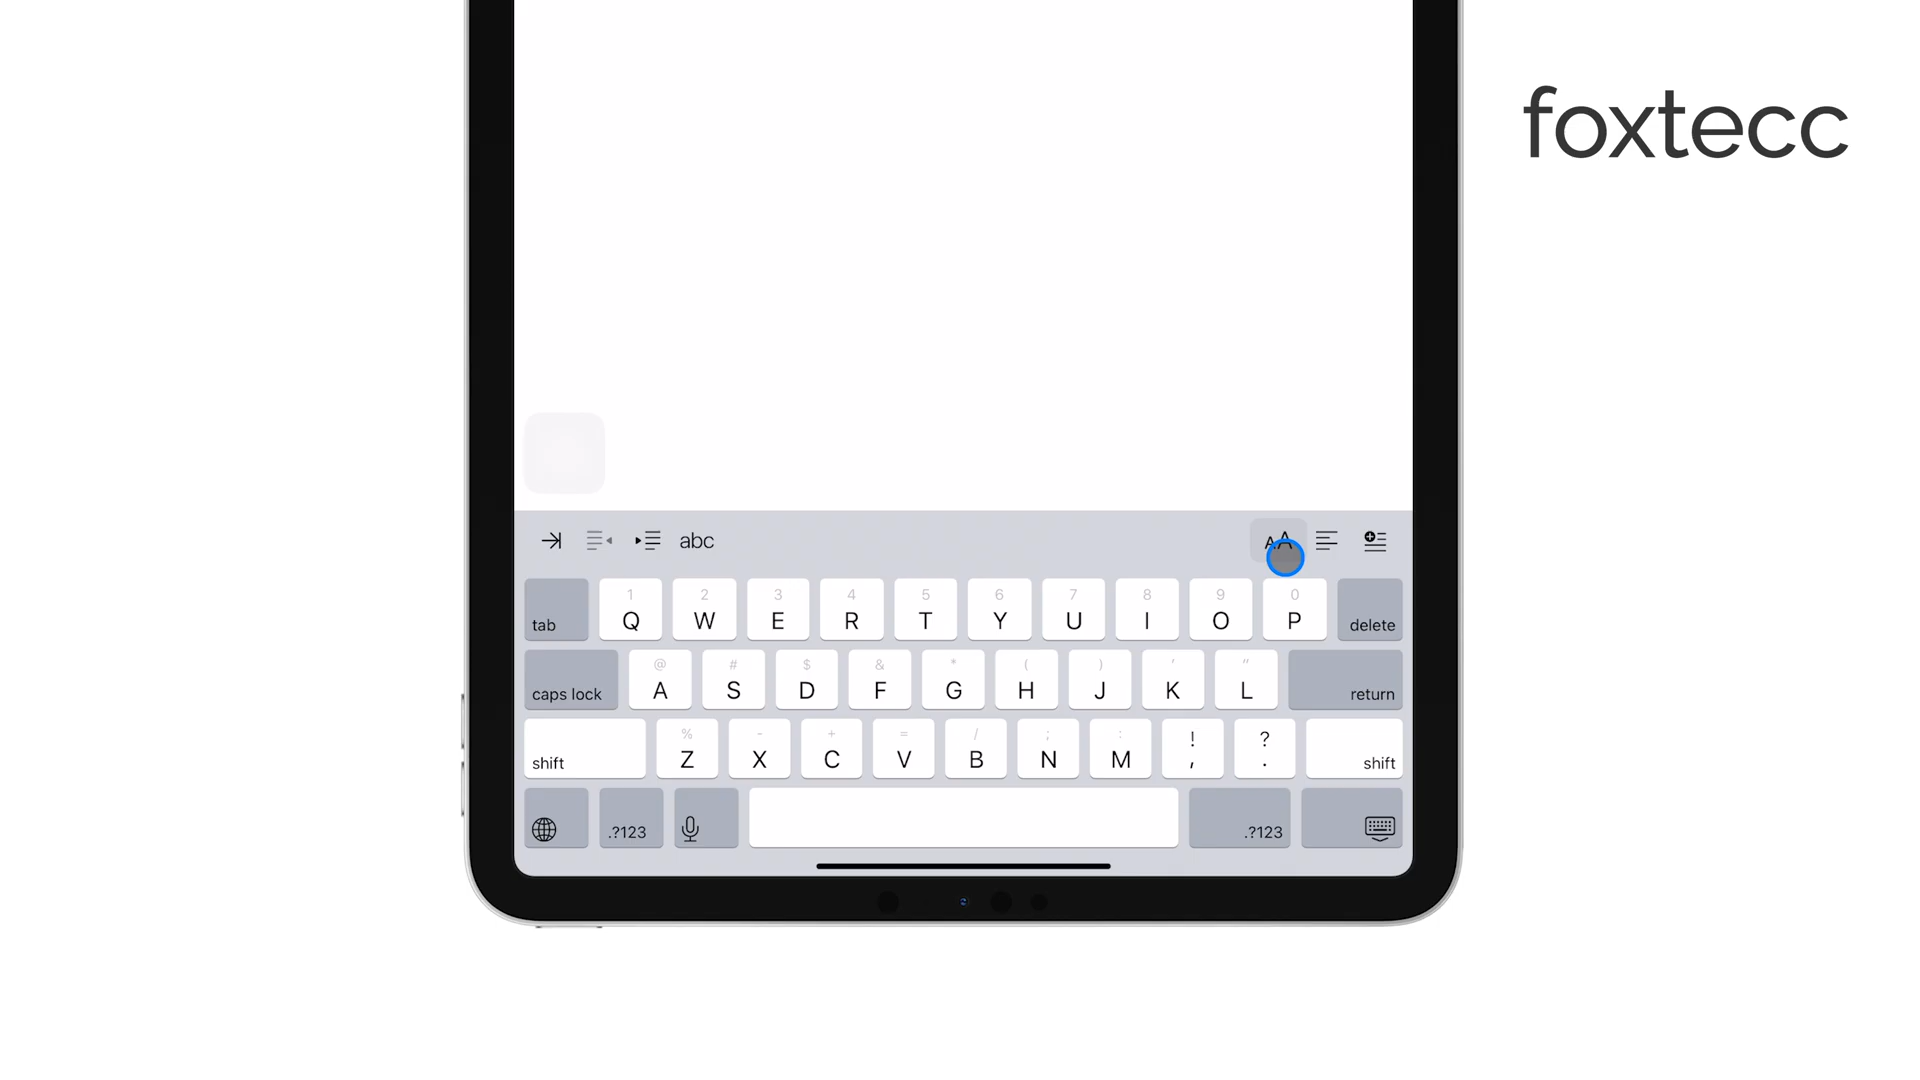 foxtecc
abc AA
tab 1 Q 2 W 3 E 4 R 5 T 6 Y 7 U 8 I 9 O 0 P delete
caps lock @ A # S $ D & F * G ( H ) J ' K " L return
shift % Z - X + C = V / B ; N : M ! , ? . shift
.?123 .?123